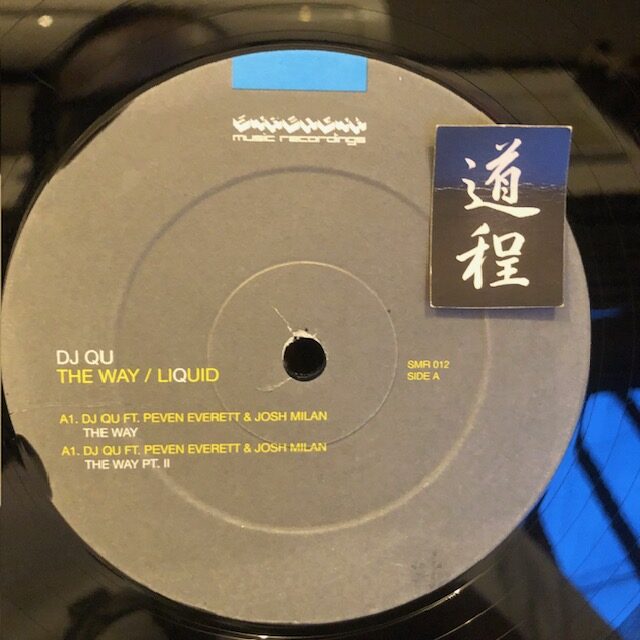 music recordings
道程
DJ QU
THE WAY / LIQUID
SMR 012
SIDE A
A1. DJ QU FT. PEVEN EVERETT & JOSH MILAN
THE WAY
A1. DJ QU FT. PEVEN EVERETT & JOSH MILAN
THE WAY PT. II